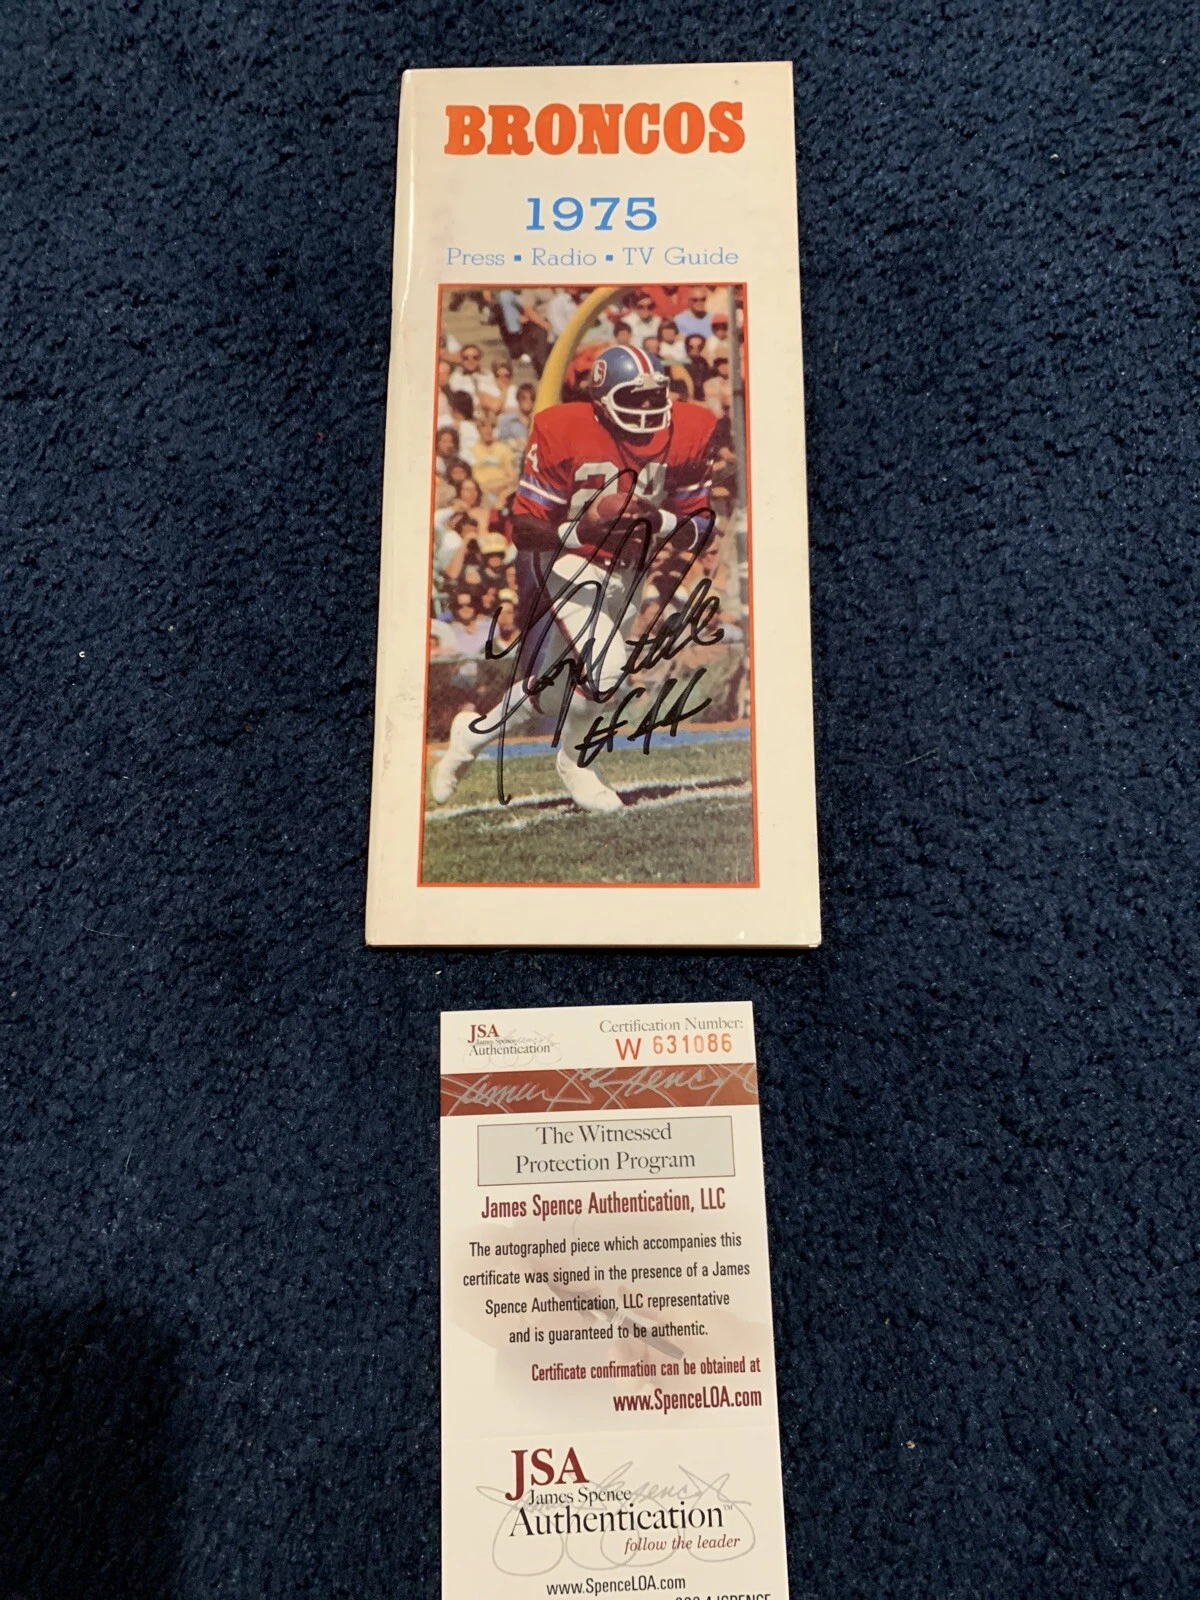 BRONCOS
1975
Press ▪ Radio ▪ TV Guide
24
#44
JSA
James Spence
Authentication
Certification Number:
W 631086
The Witnessed
Protection Program
James Spence Authentication, LLC
The autographed piece which accompanies this
certificate was signed in the presence of a James
Spence Authentication, LLC representative
and is guaranteed to be authentic.
Certificate confirmation can be obtained at
www.SpenceLOA.com
JSA
James Spence
Authentication™
follow the leader
www.SpenceLOA.com